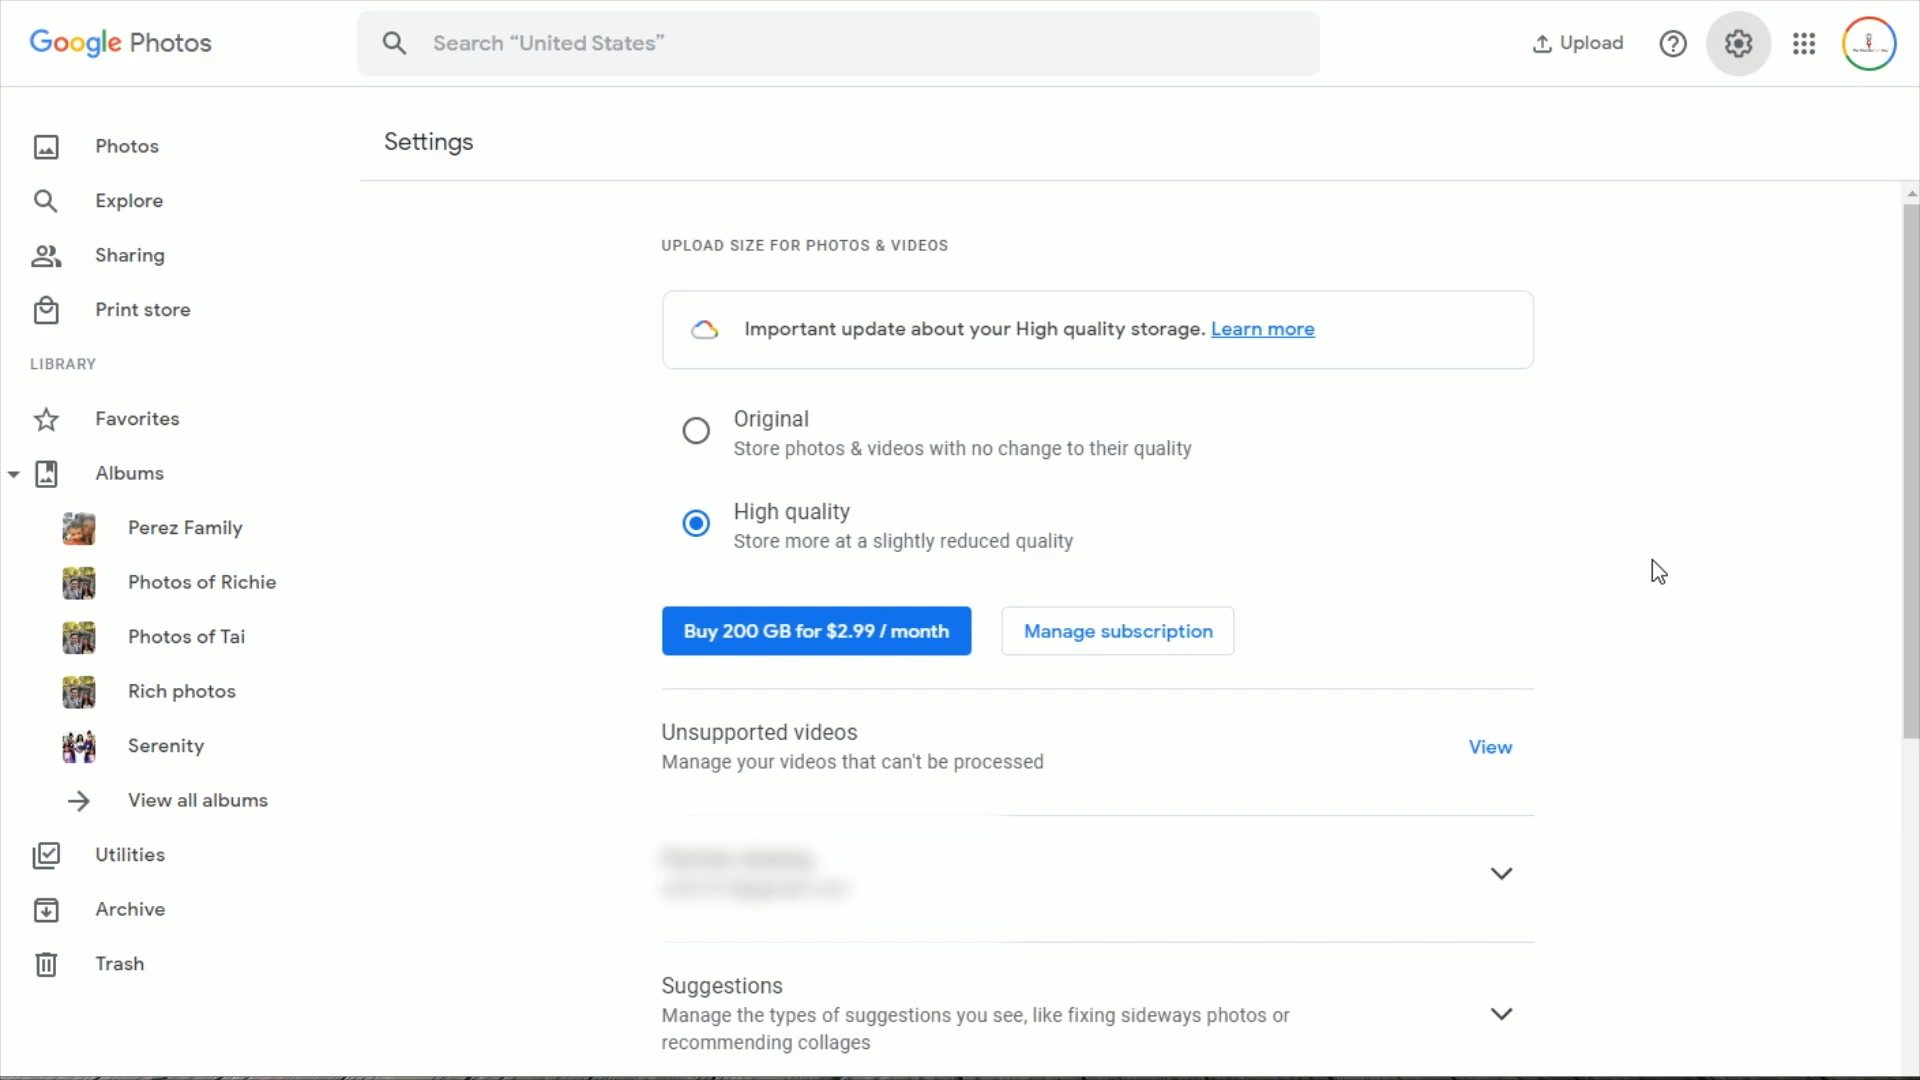 Google Photos
Search “United States”
Upload
Photos
Explore
Sharing
Print store
LIBRARY
Favorites
Albums
Perez Family
Photos of Richie
Photos of Tai
Rich photos
Serenity
View all albums
Utilities
Archive
Trash
Settings
UPLOAD SIZE FOR PHOTOS & VIDEOS
Important update about your High quality storage. Learn more
Original
Store photos & videos with no change to their quality
High quality
Store more at a slightly reduced quality
Buy 200 GB for $2.99 / month
Manage subscription
Unsupported videos
Manage your videos that can't be processed
View
Suggestions
Manage the types of suggestions you see, like fixing sideways photos or
recommending collages